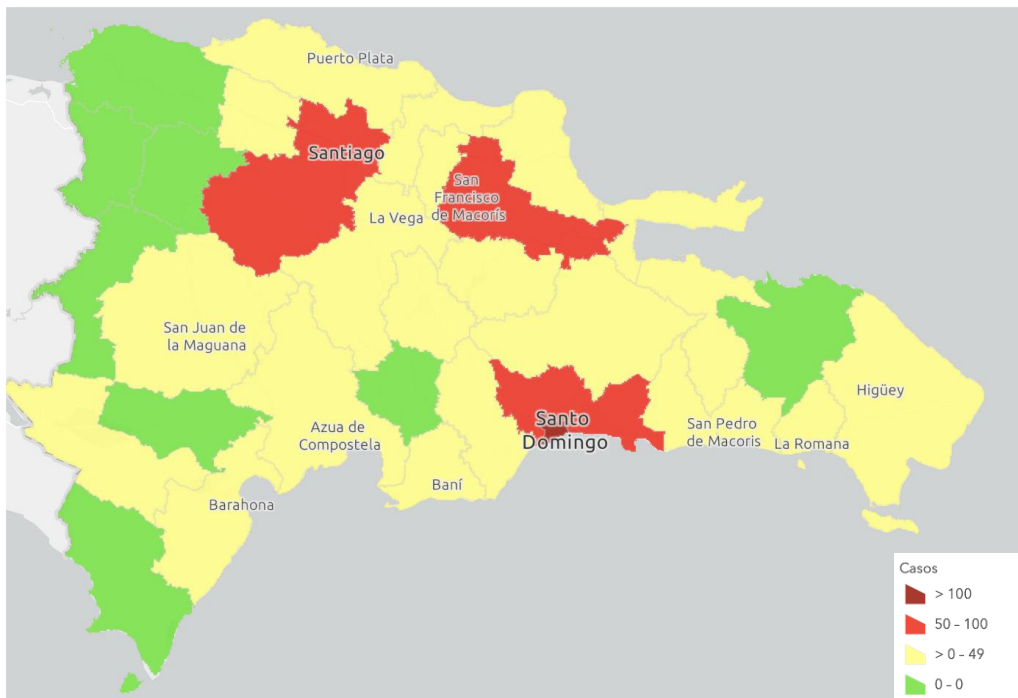 Puerto Plata
Santiago
San
Francisco
de Macorís
La Vega
San Juan de
la Maguana
Higüey
Azua de
Compostela
Santo
Domingo
San Pedro
de Macoris
La Romana
Baní
Barahona
Casos
> 100
50 – 100
> 0 – 49
0 – 0